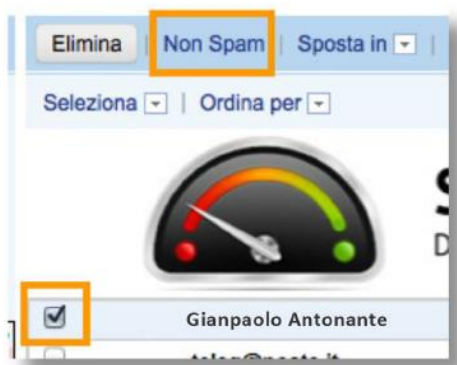 Elimina | Non Spam | Sposta in |
Seleziona | Ordina per
Gianpaolo Antonante